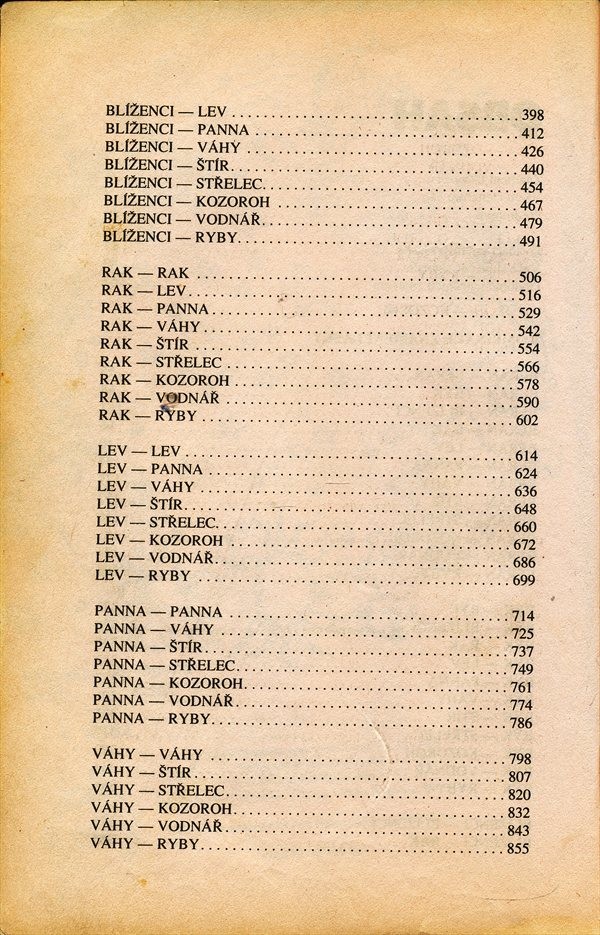 BLÍŽENCI — LEV ........................................ 398
BLÍŽENCI — PANNA ..................................... 412
BLÍŽENCI — VÁHY ...................................... 426
BLÍŽENCI — ŠTÍR ........................................ 440
BLÍŽENCI — STŘELEC ................................... 454
BLÍŽENCI — KOZOROH .................................. 467
BLÍŽENCI — VODNÁŘ .................................... 479
BLÍŽENCI — RYBY ....................................... 491
RAK — RAK ............................................. 506
RAK — LEV .............................................. 516
RAK — PANNA ........................................... 529
RAK — VÁHY ............................................ 542
RAK — ŠTÍR ............................................. 554
RAK — STŘELEC ......................................... 566
RAK — KOZOROH ........................................ 578
RAK — VODNÁŘ ......................................... 590
RAK — RYBY ............................................ 602
LEV — LEV .............................................. 614
LEV — PANNA ........................................... 624
LEV — VÁHY ............................................ 636
LEV — ŠTÍR .............................................. 648
LEV — STŘELEC .......................................... 660
LEV — KOZOROH ........................................ 672
LEV — VODNÁŘ .......................................... 686
LEV — RYBY ............................................ 699
PANNA — PANNA ........................................ 714
PANNA — VÁHY ......................................... 725
PANNA — ŠTÍR ........................................... 737
PANNA — STŘELEC ....................................... 749
PANNA — KOZOROH ...................................... 761
PANNA — VODNÁŘ ....................................... 774
PANNA — RYBY .......................................... 786
VÁHY — VÁHY .......................................... 798
VÁHY — ŠTÍR ............................................ 807
VÁHY — STŘELEC ........................................ 820
VÁHY — KOZOROH ....................................... 832
VÁHY — VODNÁŘ ........................................ 843
VÁHY — RYBY ........................................... 855